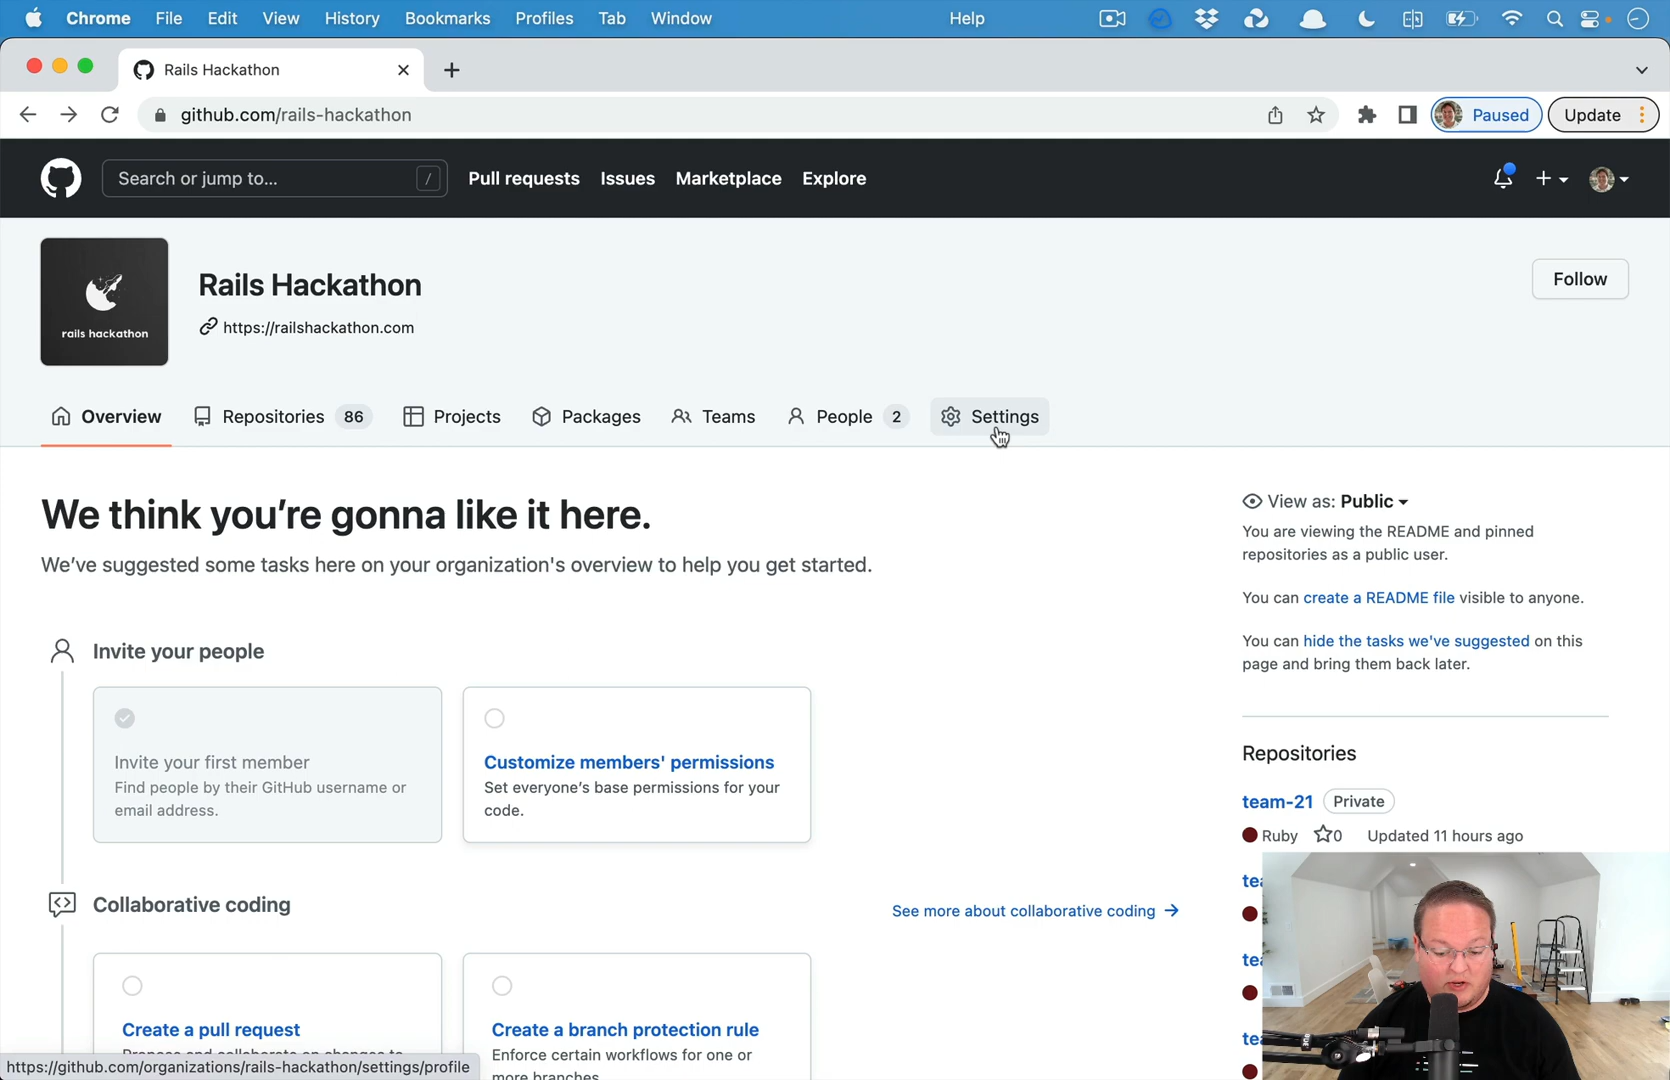 Chrome File Edit View History Bookmarks Profiles Tab Window Help
Rails Hackathon
github.com/rails-hackathon
Paused
Update
Search or jump to...
/
Pull requests Issues Marketplace Explore
rails hackathon
Rails Hackathon
https://railshackathon.com
Follow
Overview Repositories 86 Projects Packages Teams People 2 Settings
We think you’re gonna like it here.
We’ve suggested some tasks here on your organization's overview to help you get started.
Invite your people
Invite your first member
Find people by their GitHub username or
email address.
Customize members' permissions
Set everyone’s base permissions for your
code.
Collaborative coding
See more about collaborative coding →
Create a pull request
Create a branch protection rule
Enforce certain workflows for one or
more branches
https://github.com/organizations/rails-hackathon/settings/profile
View as: Public
You are viewing the README and pinned
repositories as a public user.
You can create a README file visible to anyone.
You can hide the tasks we've suggested on this
page and bring them back later.
Repositories
team-21 Private
Ruby 0 Updated 11 hours ago